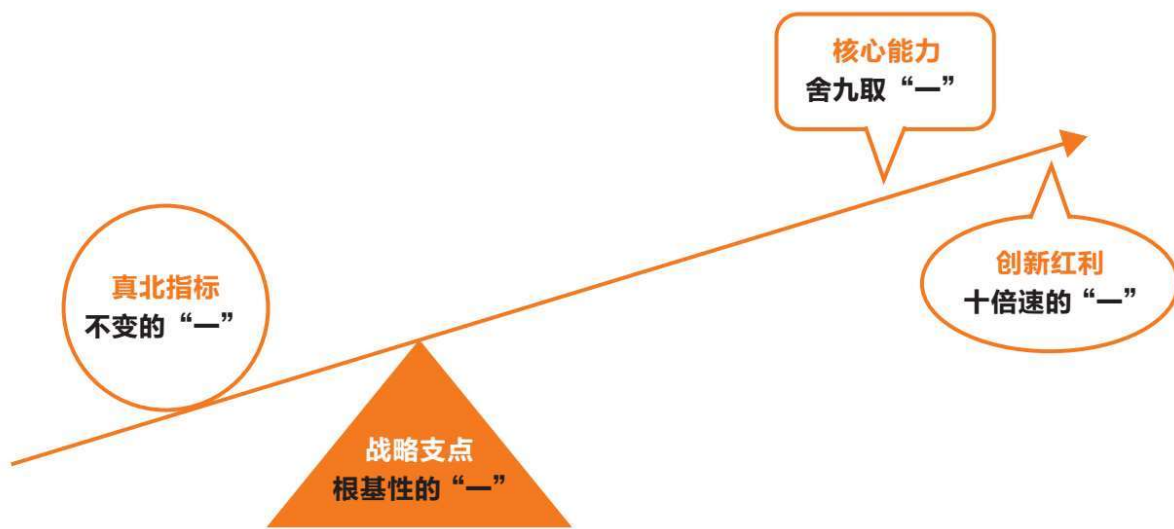 核心能力
舍九取“一”
真北指标
不变的“一”
创新红利
十倍速的“一”
战略支点
根基性的“一”